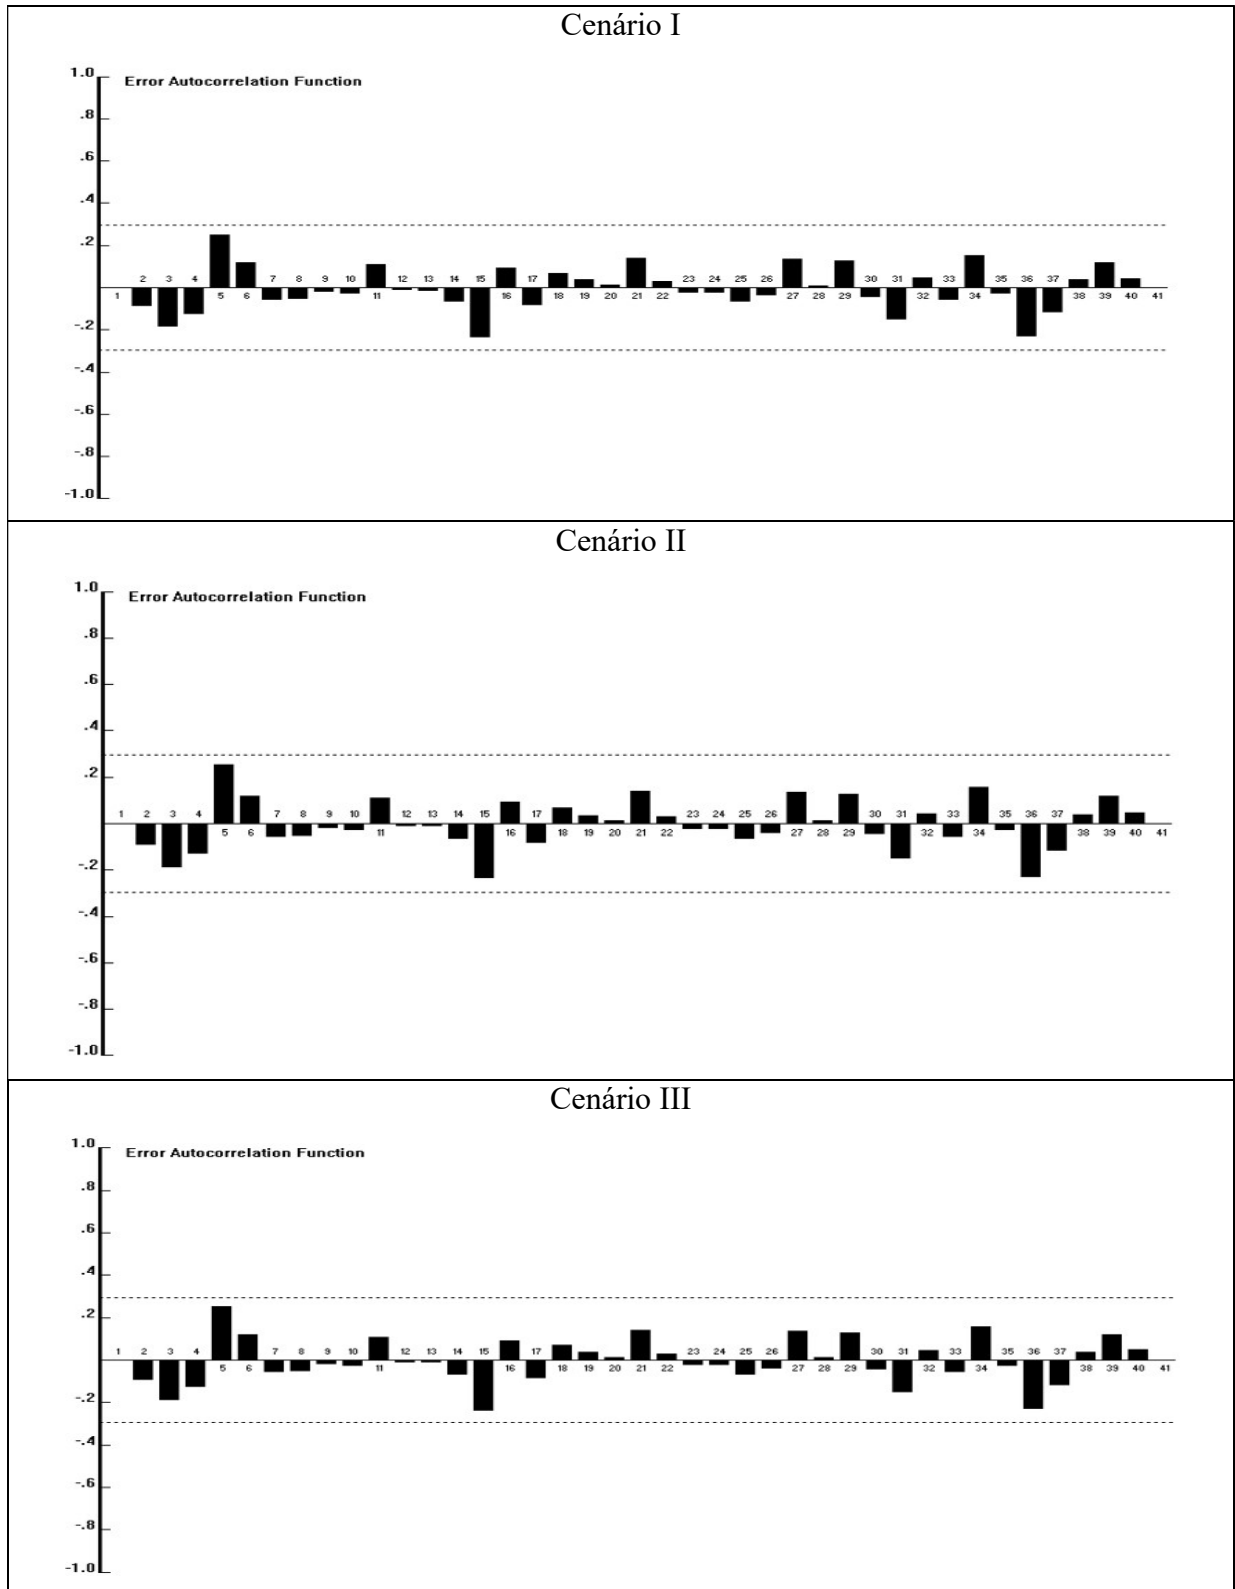 Cenário I
1.0
Error Autocorrelation Function
.8
.6
.4
.2
2 3 4 7 8 9 10 12 13 14 15 17 23 24 25 26 30 31 33 35 36 37
1 5 6 11 16 18 19 20 21 22 27 28 29 32 34 38 39 40 41
-.2
-.4
-.6
-.8
-1.0
Cenário II
1.0
Error Autocorrelation Function
.8
.6
.4
.2
1 2 3 4 7 8 9 10 12 13 14 15 17 23 24 25 26 30 31 33 35 36 37
5 6 11 16 18 19 20 21 22 27 28 29 32 34 38 39 40 41
-.2
-.4
-.6
-.8
-1.0
Cenário III
1.0
Error Autocorrelation Function
.8
.6
.4
.2
1 2 3 4 7 8 9 10 12 13 14 15 17 23 24 25 26 30 31 33 35 36 37
5 6 11 16 18 19 20 21 22 27 28 29 32 34 38 39 40 41
-.2
-.4
-.6
-.8
-1.0